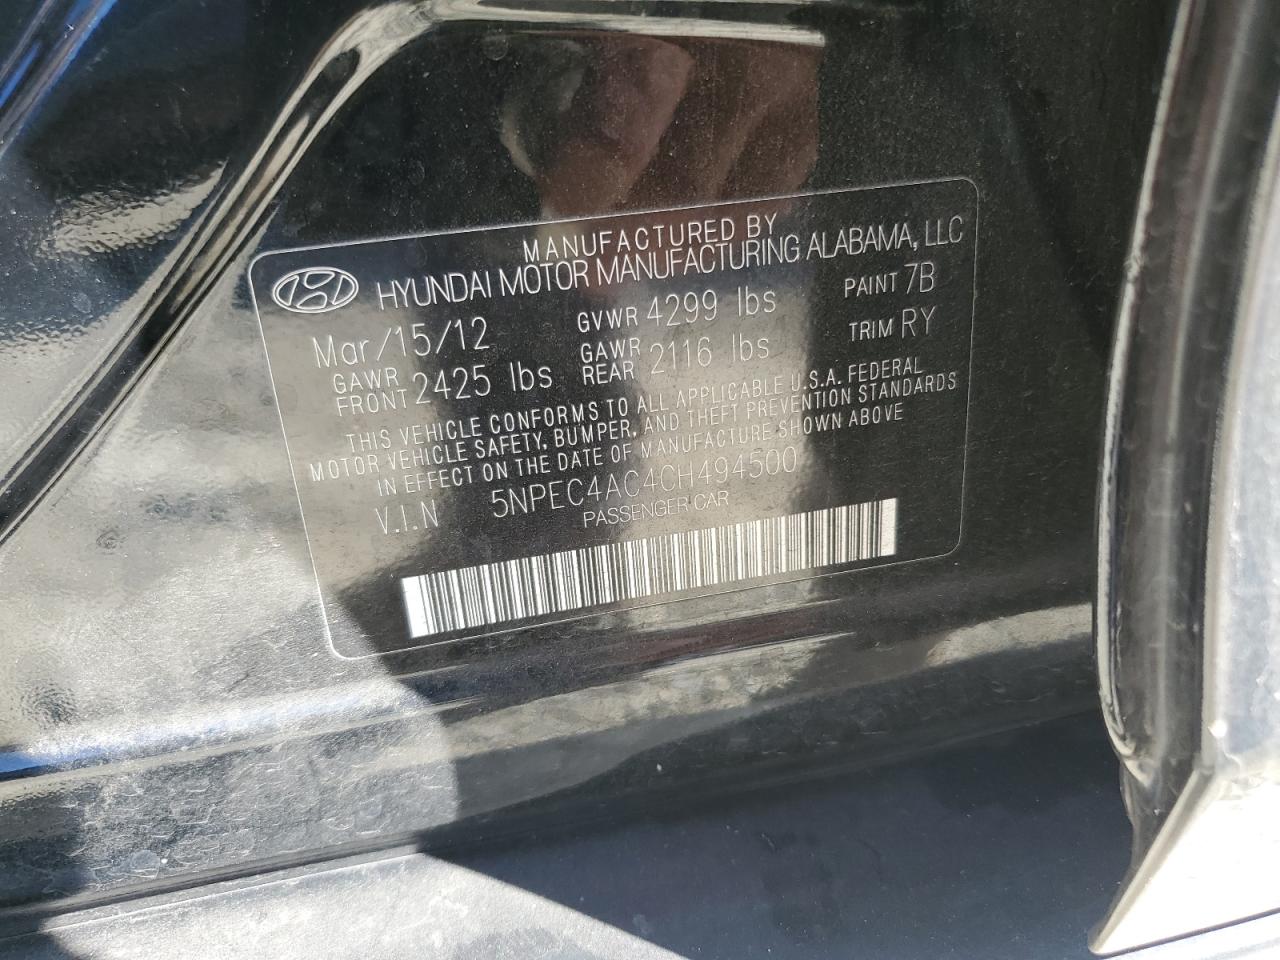 MANUFACTURED BY
HYUNDAI MOTOR MANUFACTURING ALABAMA, LLC
Mar/15/12 GVWR 4299 lbs PAINT 7B
GAWR FRONT 2425 lbs GAWR REAR 2116 lbs TRIM RY
THIS VEHICLE CONFORMS TO ALL APPLICABLE U.S.A. FEDERAL
MOTOR VEHICLE SAFETY, BUMPER, AND THEFT PREVENTION STANDARDS
IN EFFECT ON THE DATE OF MANUFACTURE SHOWN ABOVE
V.I.N 5NPEC4AC4CH494500
PASSENGER CAR